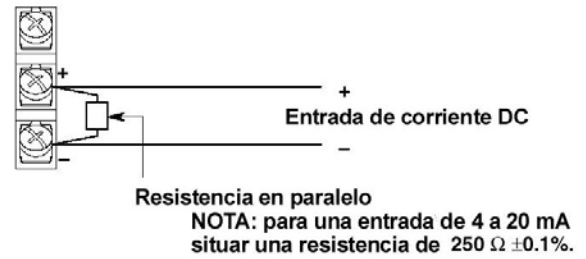 +
+
Entrada de corriente DC
–
–
Resistencia en paralelo
NOTA: para una entrada de 4 a 20 mA
situar una resistencia de 250 Ω ±0.1%.